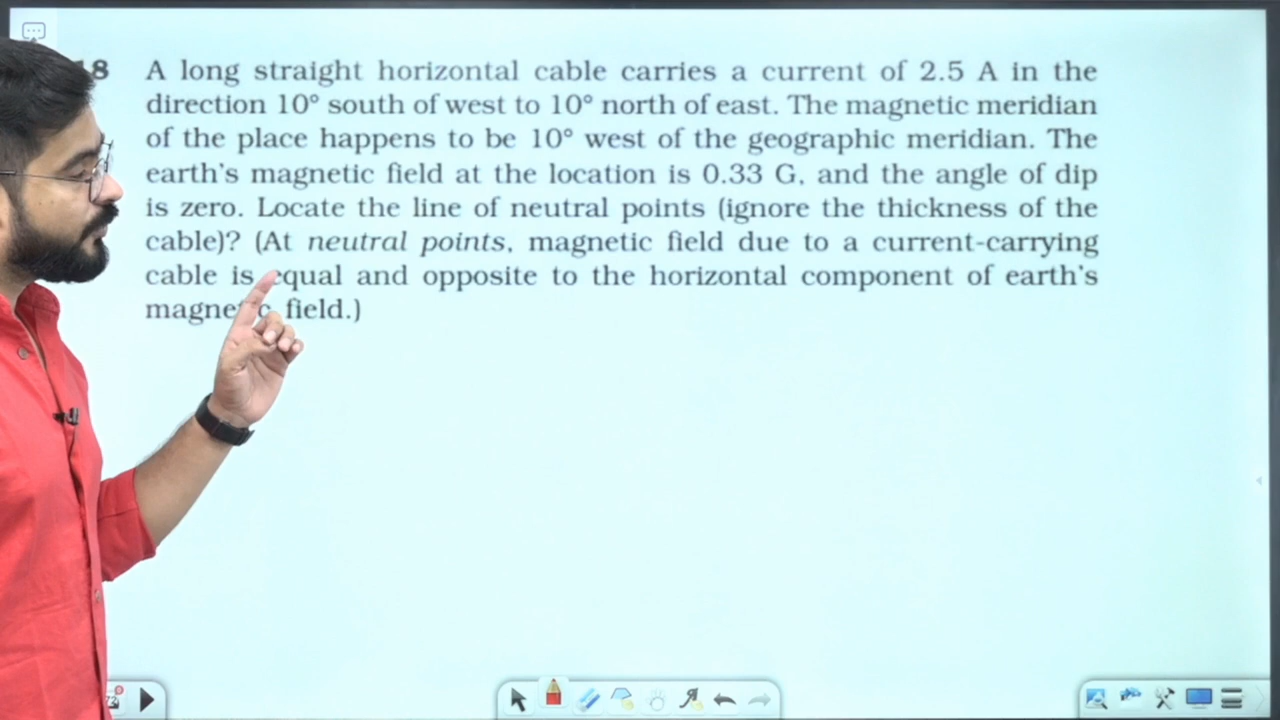 18 A long straight horizontal cable carries a current of 2.5 A in the
direction 10° south of west to 10° north of east. The magnetic meridian
of the place happens to be 10° west of the geographic meridian. The
earth's magnetic field at the location is 0.33 G, and the angle of dip
is zero. Locate the line of neutral points (ignore the thickness of the
cable)? (At neutral points, magnetic field due to a current-carrying
cable is equal and opposite to the horizontal component of earth's
magnetic field.)